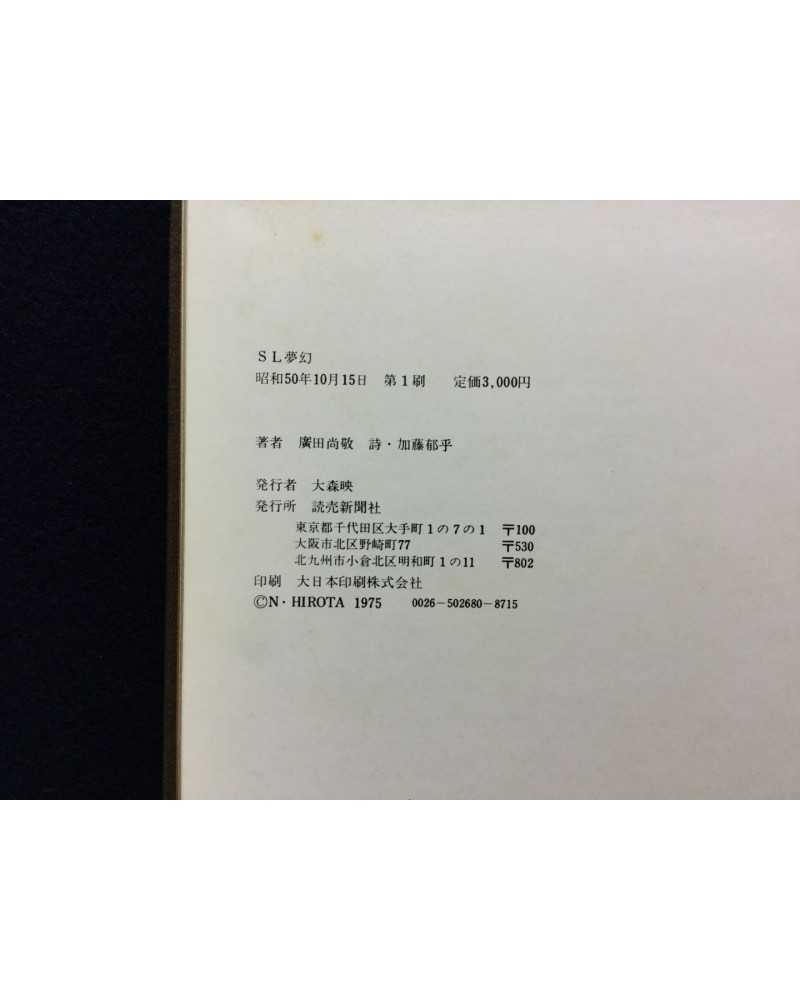 SL夢幻
昭和50年10月15日 第1刷 定価3,000円
著者 廣田尚敬 詩・加藤郁乎
発行者 大森映
発行所 読売新聞社
東京都千代田区大手町1の7の1 〒100
大阪市北区野崎町77 〒530
北九州市小倉北区明和町1の11 〒802
印刷 大日本印刷株式会社
©N・HIROTA 1975 0026-502680-8715